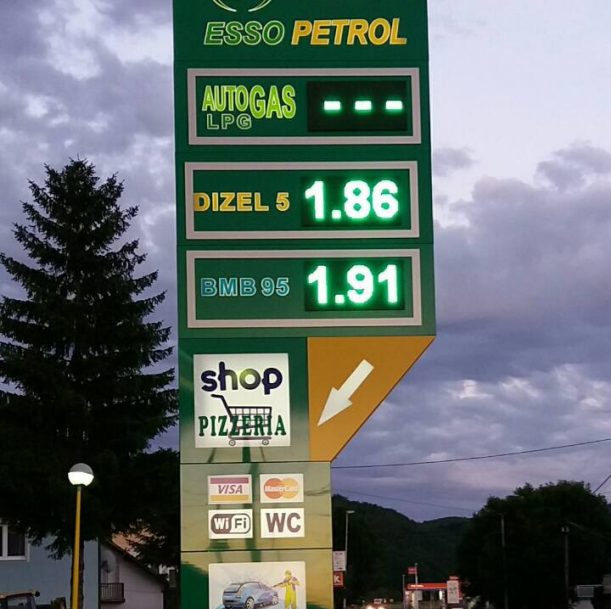 ESSO PETROL
AUTOGAS
LPG
---
DIZEL 5 1.86
BMB 95 1.91
shop
PIZZERIA
VISA MasterCard
WiFi WC
K